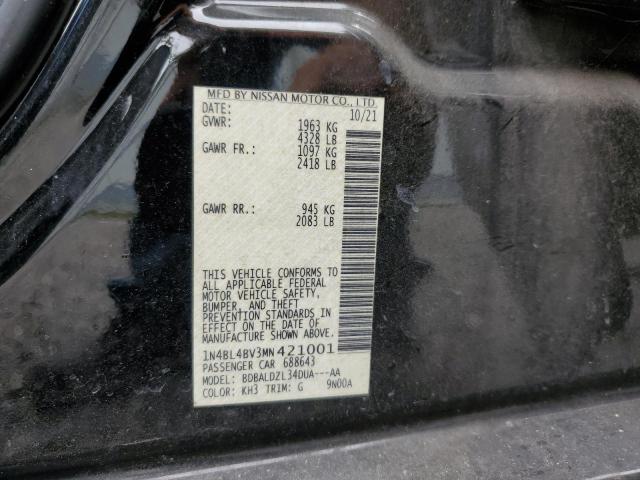 MFD BY NISSAN MOTOR CO., LTD.
DATE: 10/21
GVWR: 1963 KG
4328 LB
GAWR FR.: 1097 KG
2418 LB
GAWR RR.: 945 KG
2083 LB
THIS VEHICLE CONFORMS TO
ALL APPLICABLE FEDERAL
MOTOR VEHICLE SAFETY,
BUMPER, AND THEFT
PREVENTION STANDARDS IN
EFFECT ON THE DATE OF
MANUFACTURE SHOWN ABOVE.
1N4BL4BV3MN421001
PASSENGER CAR 688643
MODEL: BDBALDZL34DUA---AA
COLOR: KH3 TRIM: G 9N00A